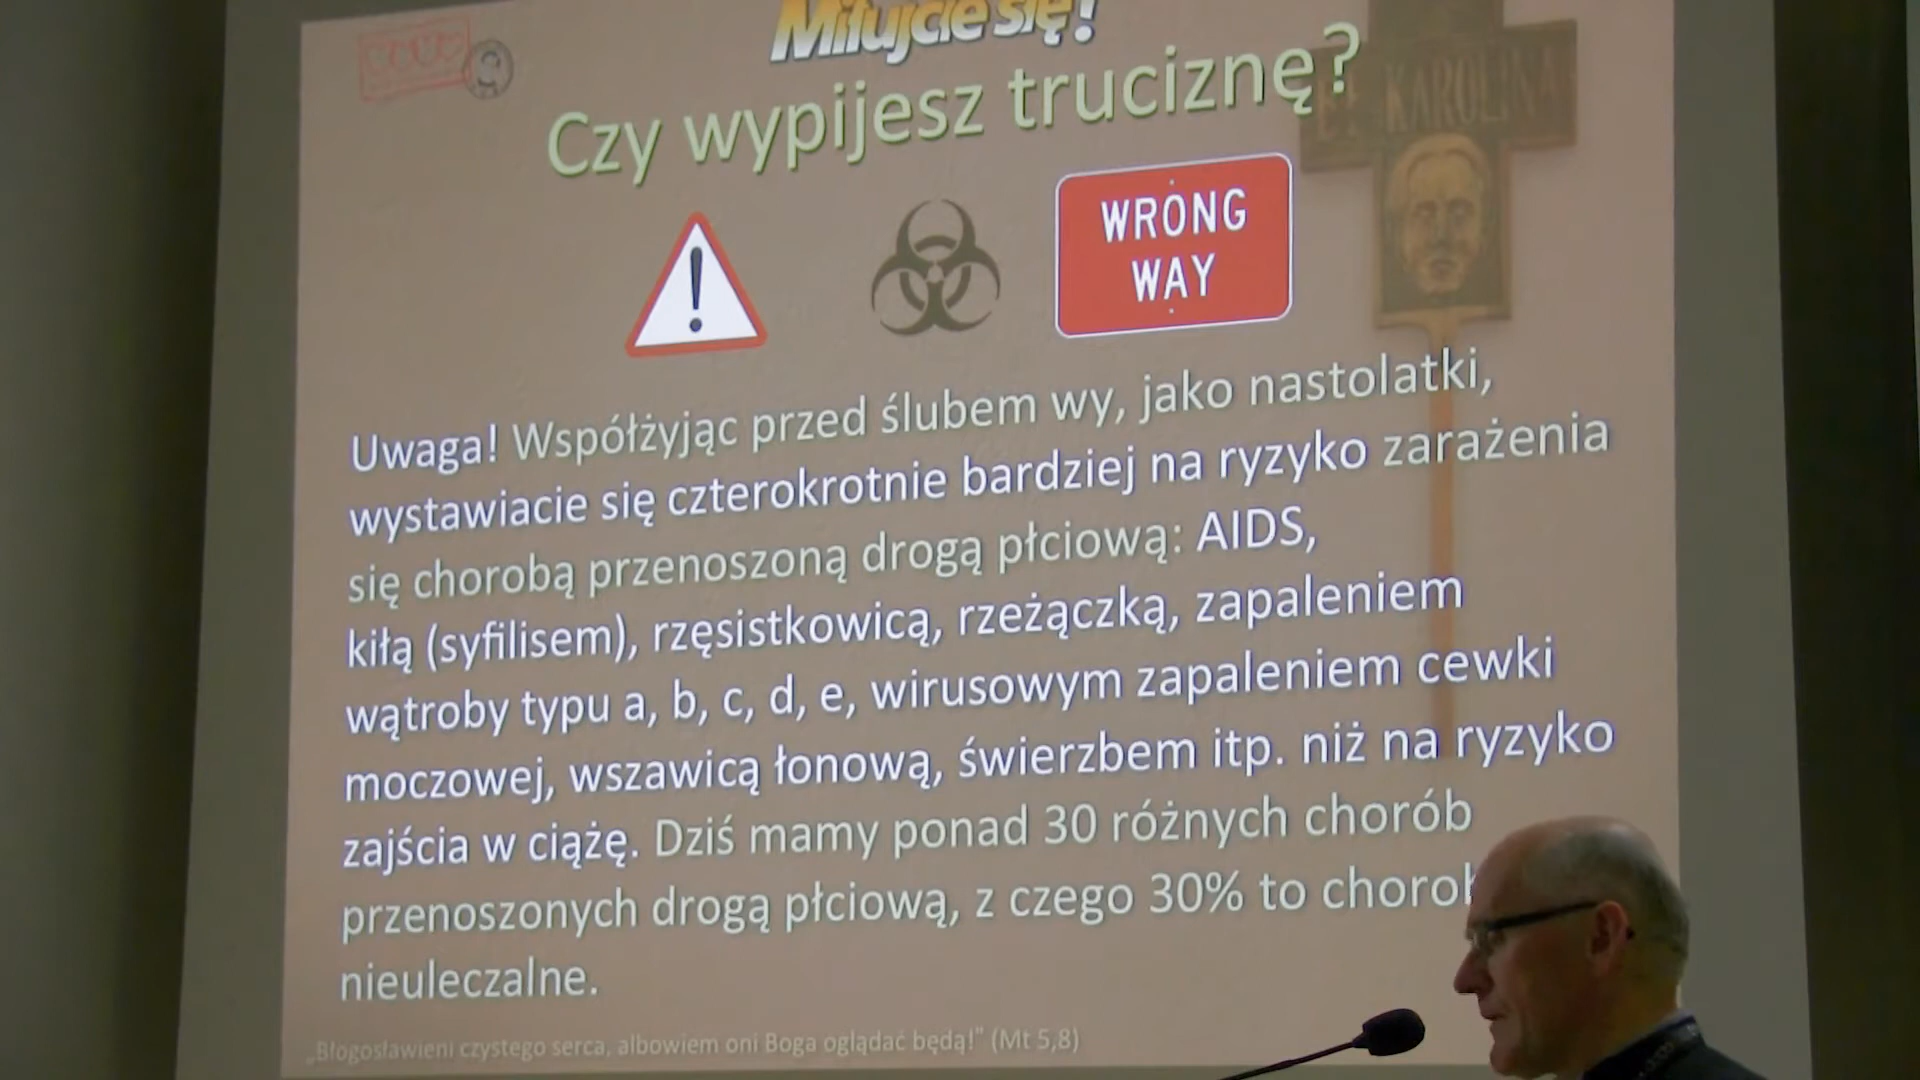 Miłujcie się!
Czy wypijesz truciznę?
KAROLINA
WRONG
WAY
Uwaga! Współżyjąc przed ślubem wy, jako nastolatki,
wystawiacie się czterokrotnie bardziej na ryzyko zarażenia
się chorobą przenoszoną drogą płciową: AIDS,
kiłą (syfilisem), rzęsistkowicą, rzeżączką, zapaleniem
wątroby typu a, b, c, d, e, wirusowym zapaleniem cewki
moczowej, wszawicą łonową, świerzbem itp. niż na ryzyko
zajścia w ciążę. Dziś mamy ponad 30 różnych chorób
przenoszonych drogą płciową, z czego 30% to
nieuleczalne.
„Błogosławieni czystego serca, albowiem oni Boga oglądać będą!” (Mt 5,8)